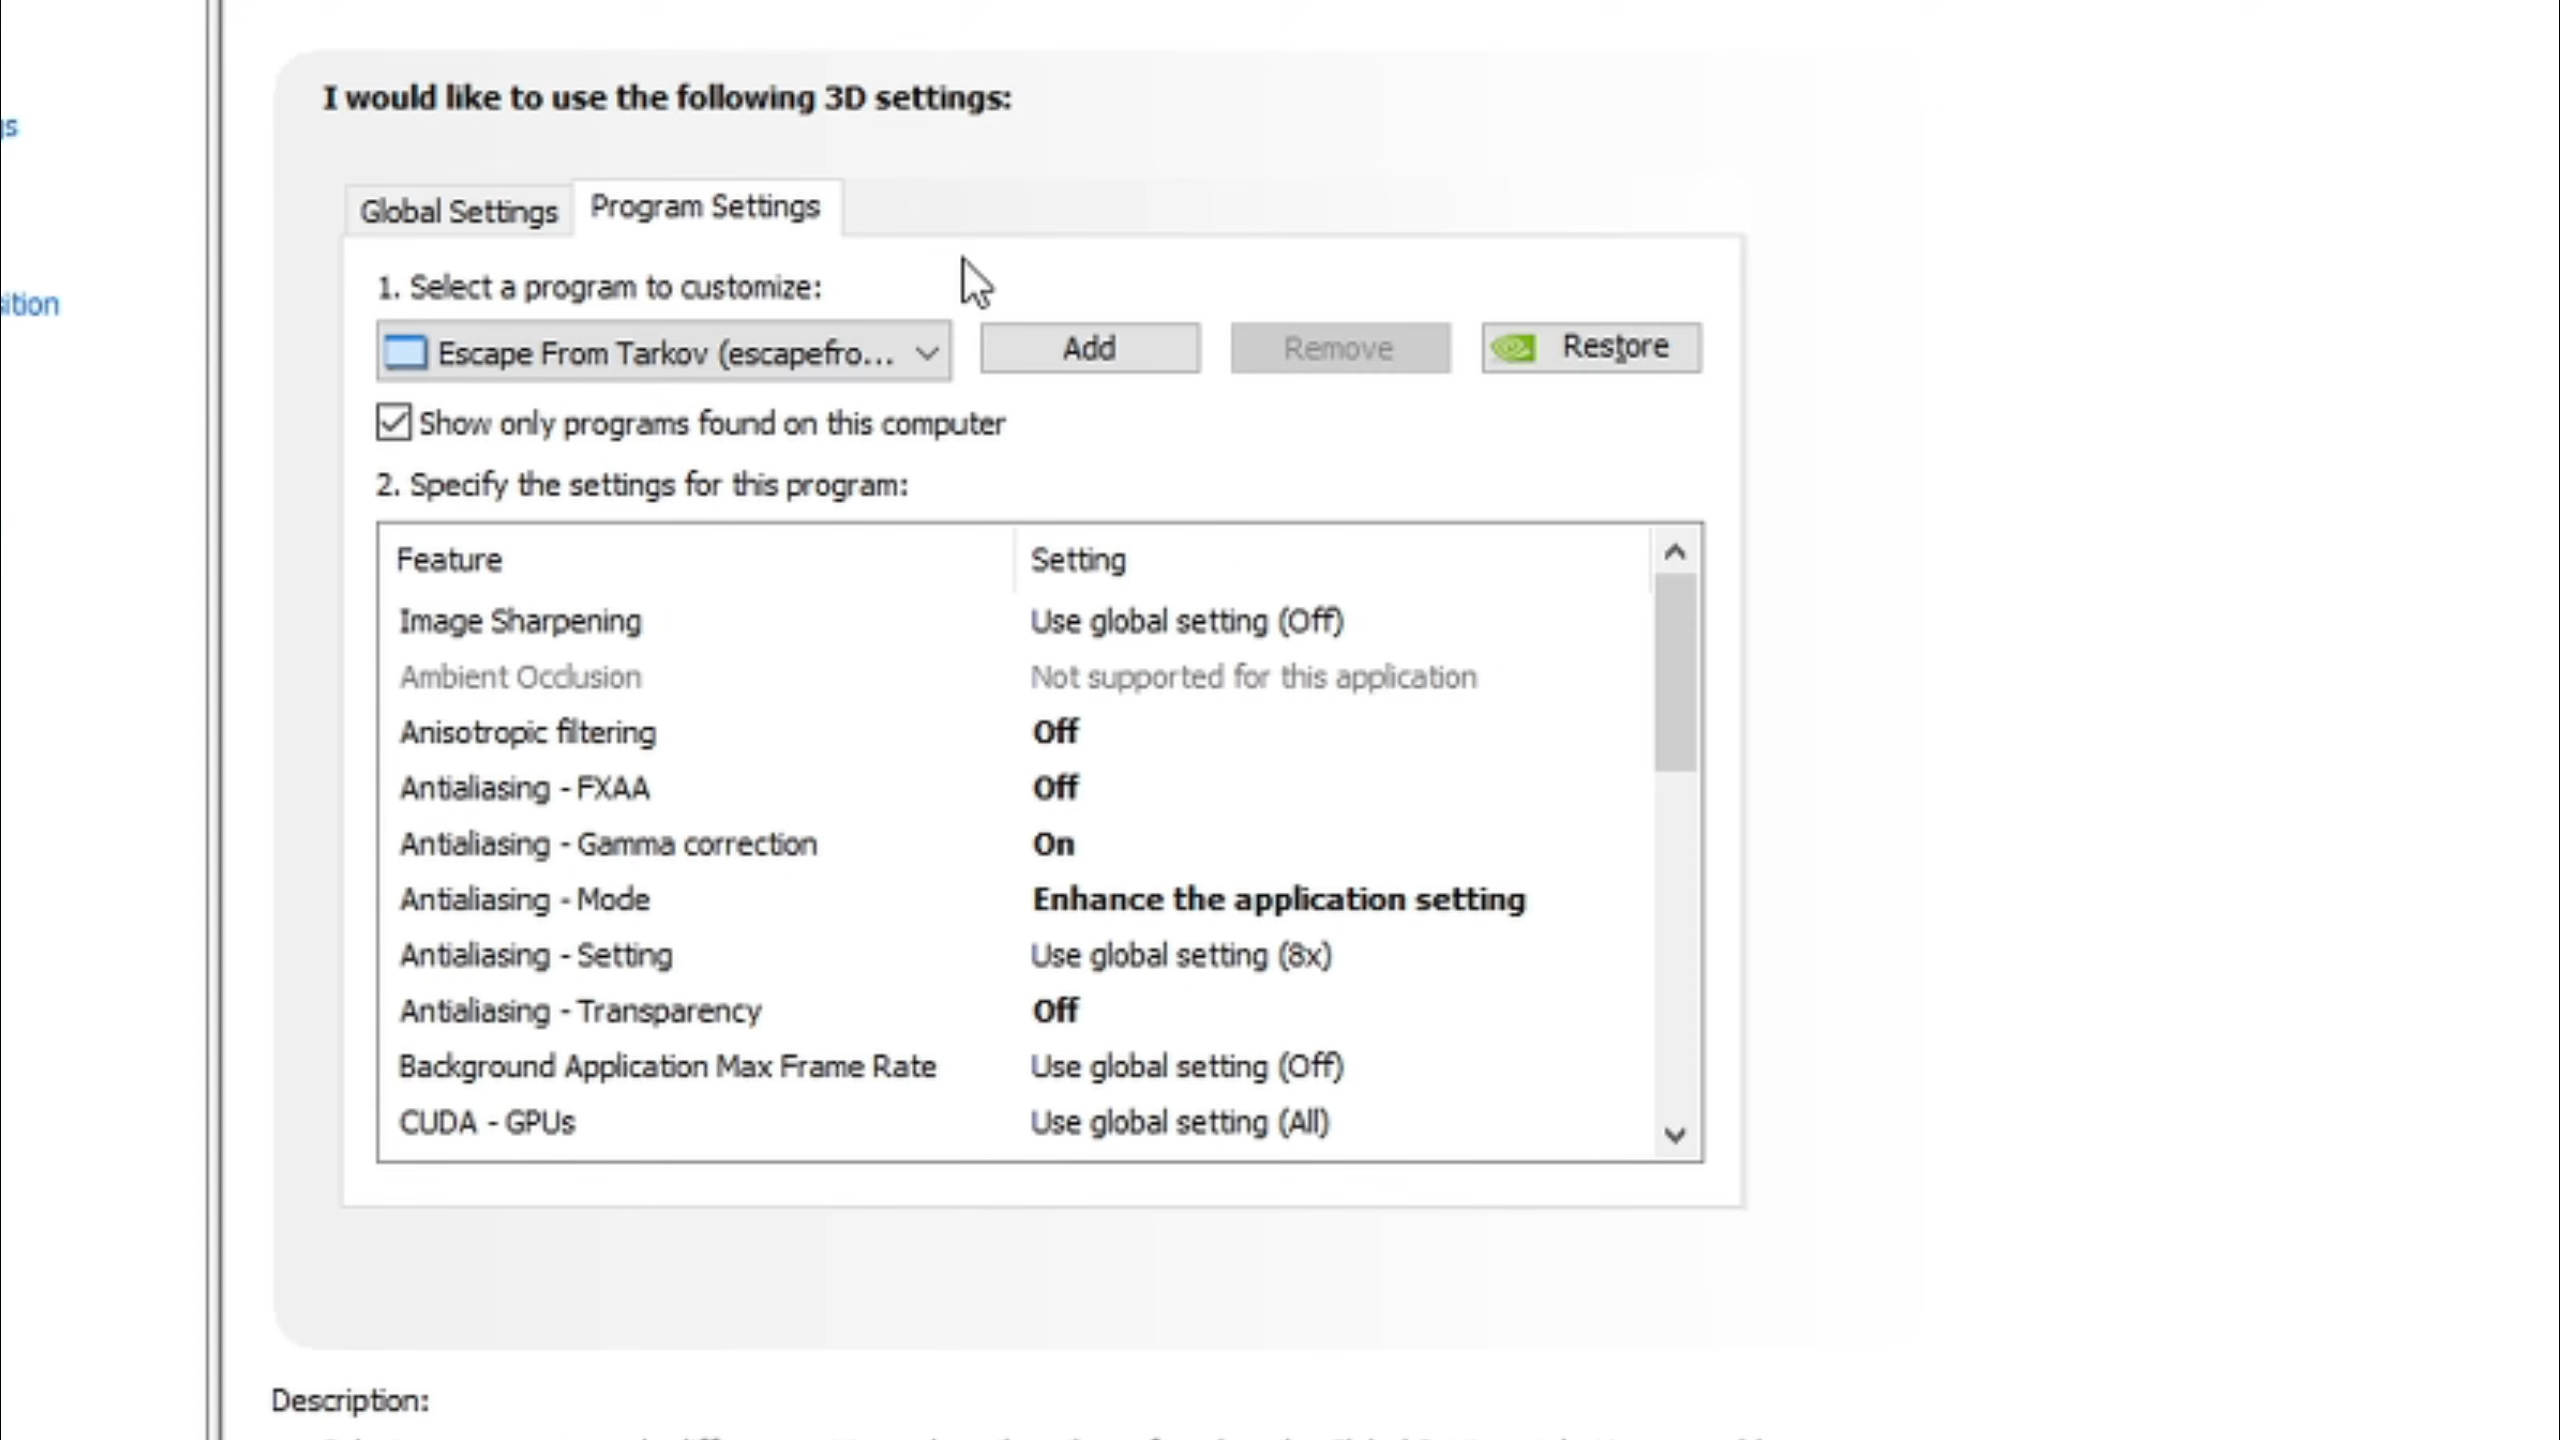 I would like to use the following 3D settings:
gs
Global Settings Program Settings
1. Select a program to customize:
sition
Escape From Tarkov (escapefro... Add Remove Restore
Show only programs found on this computer
2. Specify the settings for this program:
Feature Setting
Image Sharpening Use global setting (Off)
Ambient Occlusion Not supported for this application
Anisotropic filtering Off
Antialiasing - FXAA Off
Antialiasing - Gamma correction On
Antialiasing - Mode Enhance the application setting
Antialiasing - Setting Use global setting (8x)
Antialiasing - Transparency Off
Background Application Max Frame Rate Use global setting (Off)
CUDA - GPUs Use global setting (All)
Description: